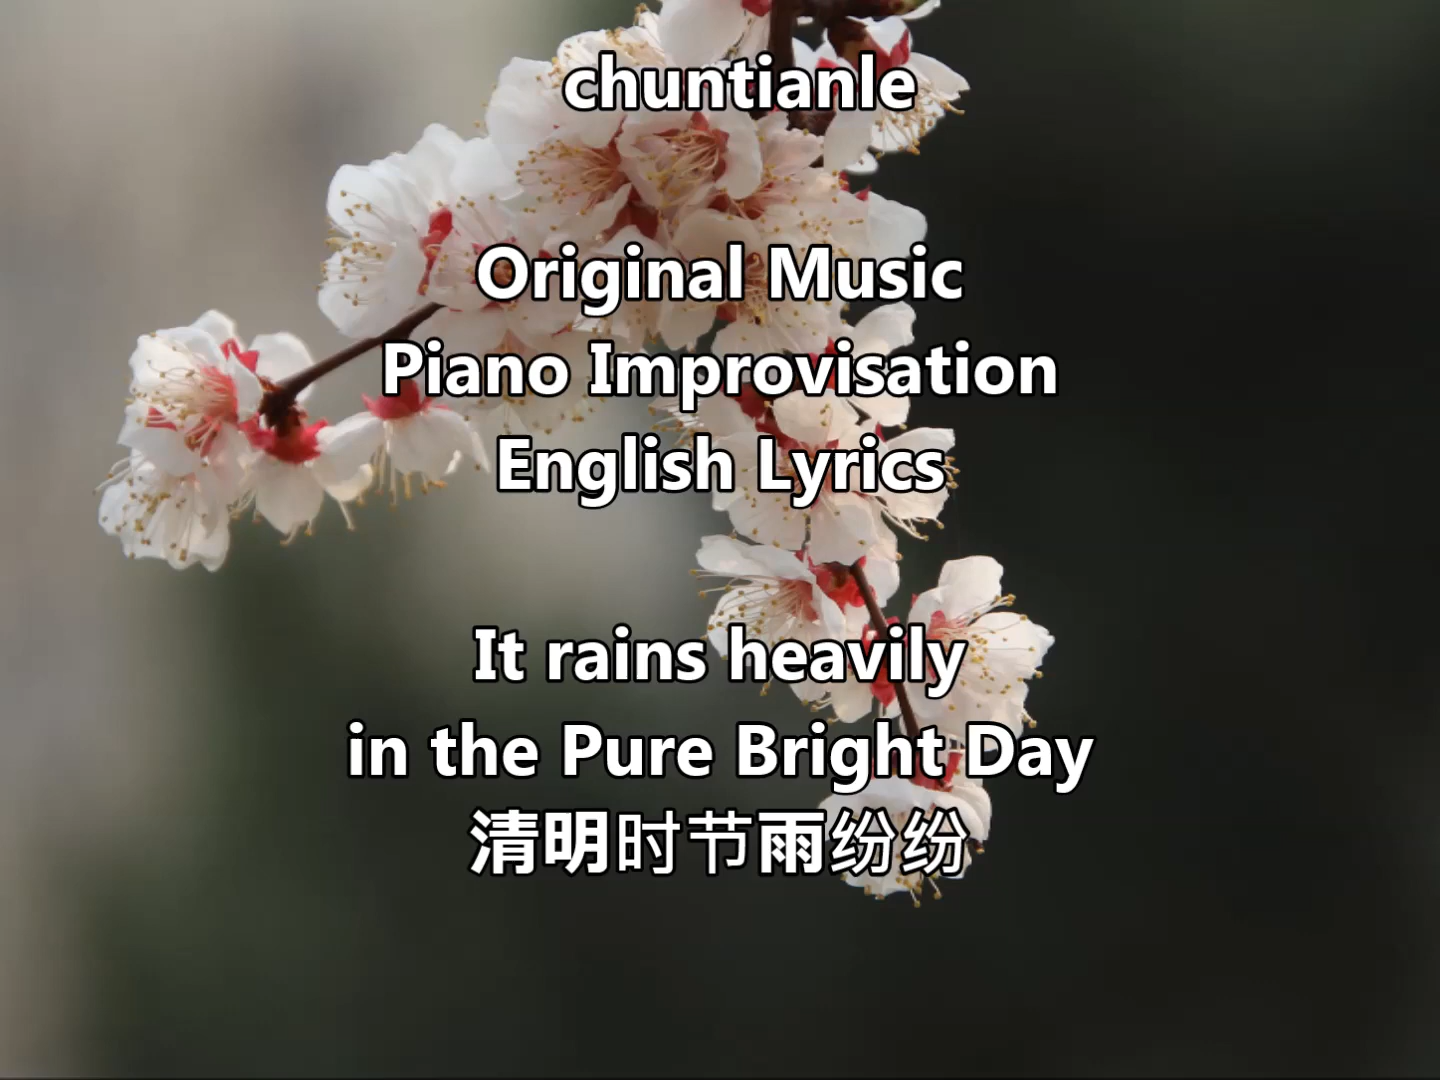 chuntianle
Original Music
Piano Improvisation
English Lyrics
It rains heavily
in the Pure Bright Day
清明时节雨纷纷